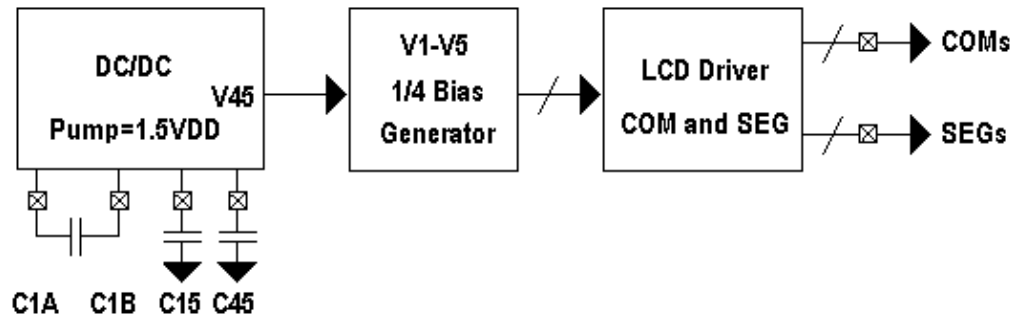 DC/DC
V45
Pump=1.5VDD
V1-V5
1/4 Bias
Generator
LCD Driver
COM and SEG
COMs
SEGs
C1A C1B C15 C45